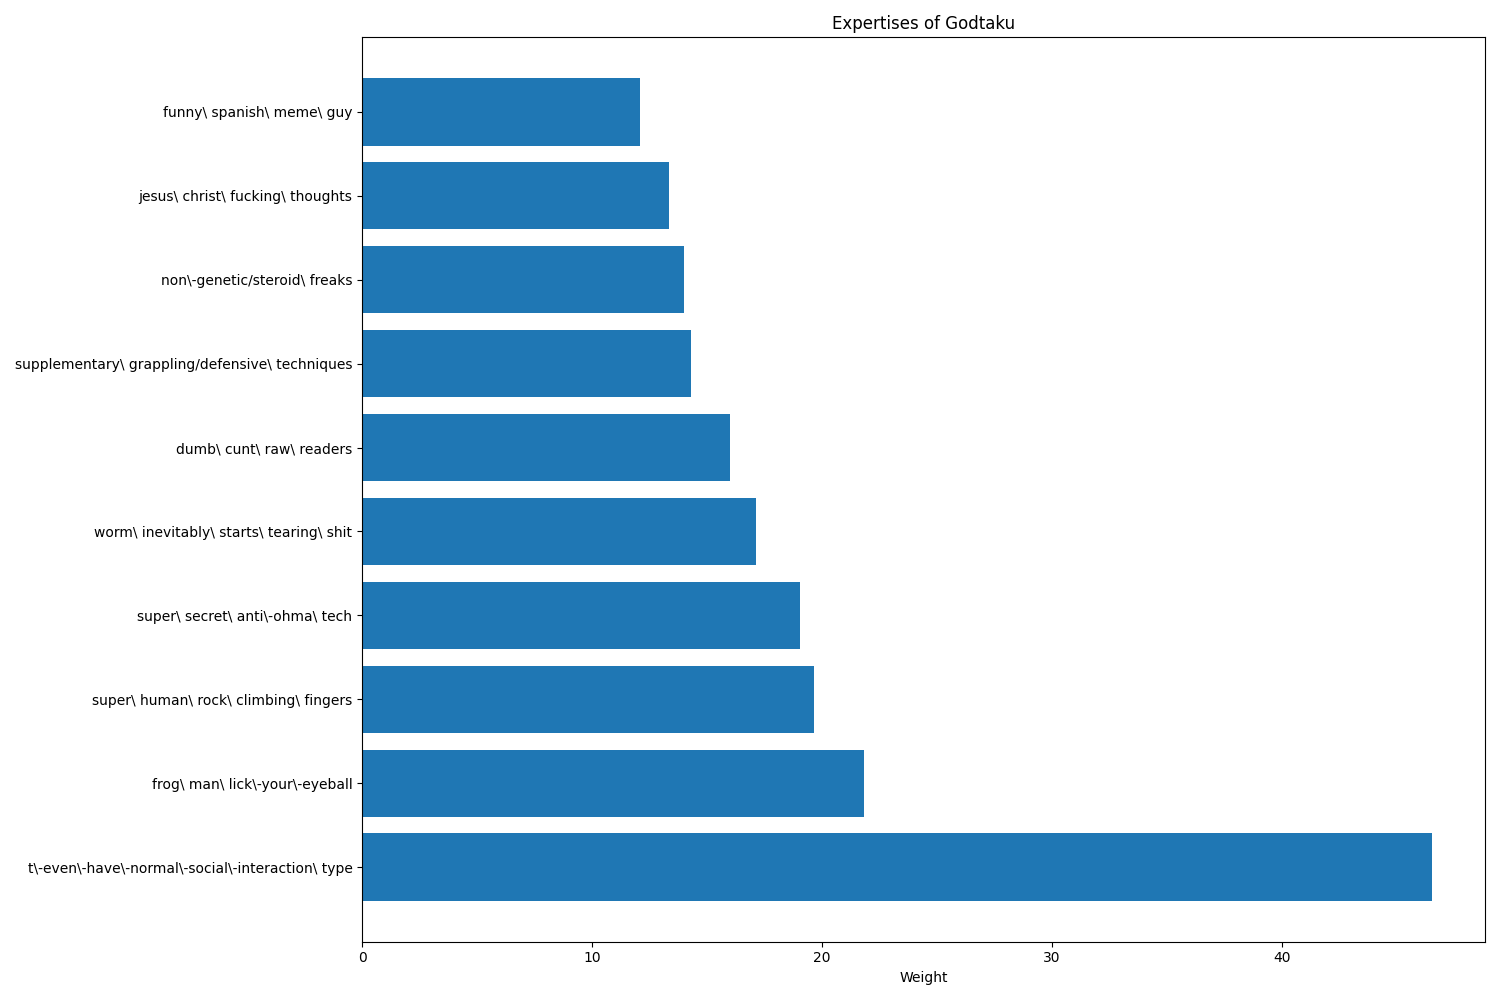 Expertises of Godtaku
funny\ spanish\ meme\ guy
jesus\ christ\ fucking\ thoughts
non\-genetic/steroid\ freaks
supplementary\ grappling/defensive\ techniques
dumb\ cunt\ raw\ readers
worm\ inevitably\ starts\ tearing\ shit
super\ secret\ anti\-ohma\ tech
super\ human\ rock\ climbing\ fingers
frog\ man\ lick\-your\-eyeball
t\-even\-have\-normal\-social\-interaction\ type
0 10 20 30 40
Weight